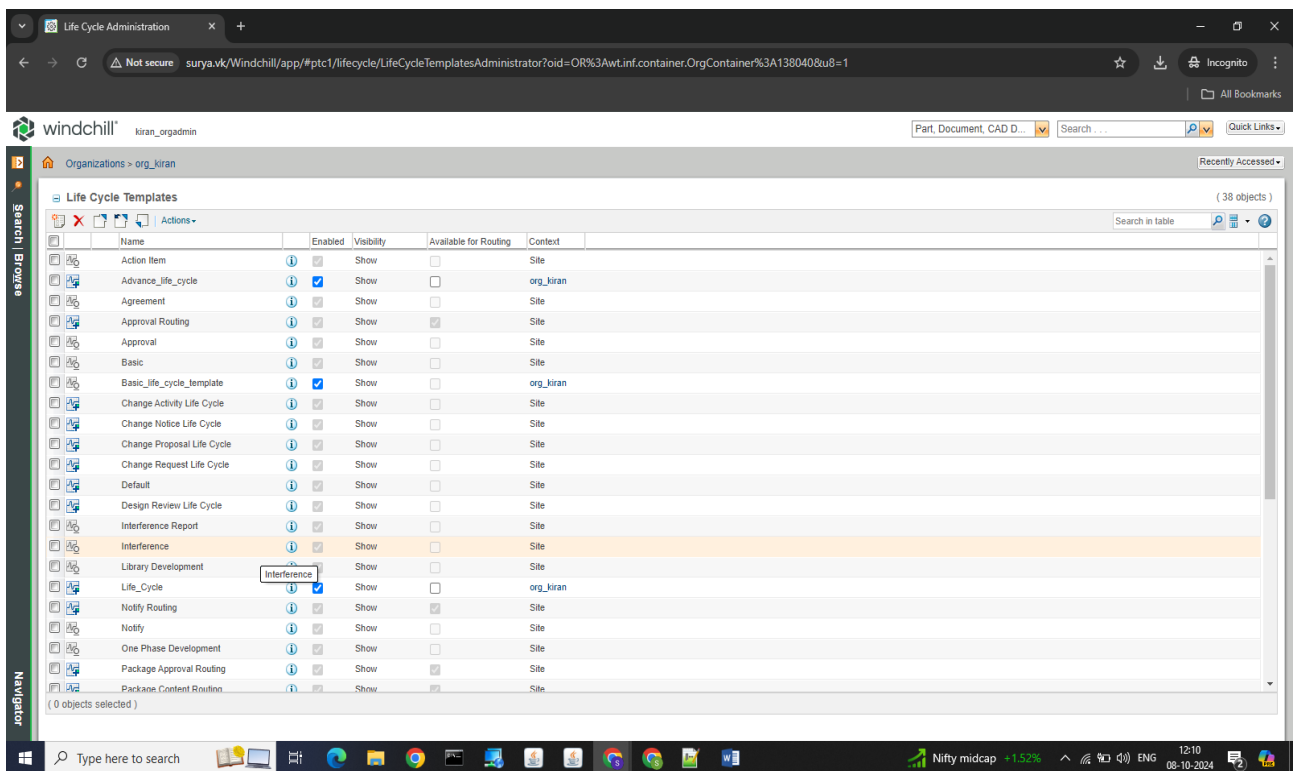 Life Cycle Administration
Not secure surya.vk/Windchill/app/#ptc1/lifecycle/LifeCycleTemplatesAdministrator?oid=OR%3Awt.inf.container.OrgContainer%3A138040&u8=1
Incognito
All Bookmarks
windchill kiran_orgadmin
Part, Document, CAD D...
Search . . .
Quick Links
Organizations > org_kiran
Recently Accessed
Search | Browse
Navigator
Life Cycle Templates
( 38 objects )
Actions
Search in table
Name Enabled Visibility Available for Routing Context
Action Item Show Site
Advance_life_cycle Show org_kiran
Agreement Show Site
Approval Routing Show Site
Approval Show Site
Basic Show Site
Basic_life_cycle_template Show org_kiran
Change Activity Life Cycle Show Site
Change Notice Life Cycle Show Site
Change Proposal Life Cycle Show Site
Change Request Life Cycle Show Site
Default Show Site
Design Review Life Cycle Show Site
Interference Report Show Site
Interference Show Site
Library Development Show Site
Interference
Life_Cycle Show org_kiran
Notify Routing Show Site
Notify Show Site
One Phase Development Show Site
Package Approval Routing Show Site
Package Content Routing Show Site
( 0 objects selected )
Type here to search
Nifty midcap +1.52%
ENG
12:10
08-10-2024
2